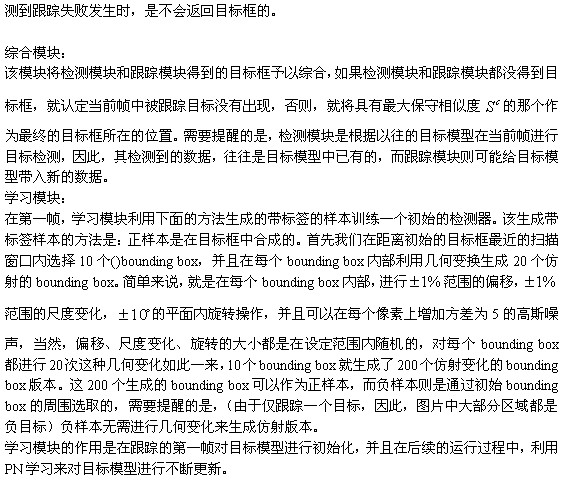 测到跟踪失败发生时，是不会返回目标框的。
综合模块：
该模块将检测模块和跟踪模块得到的目标框予以综合，如果检测模块和跟踪模块都没得到目
标框，就认定当前帧中被跟踪目标没有出现，否则，就将具有最大保守相似度 Sᶜ 的那个作
为最终的目标框所在的位置。需要提醒的是，检测模块是根据以往的目标模型在当前帧进行
目标检测，因此，其检测到的数据，往往是目标模型中已有的，而跟踪模块则可能给目标模
型带入新的数据。
学习模块：
在第一帧，学习模块利用下面的方法生成的带标签的样本训练一个初始的检测器。该生成带
标签样本的方法是：正样本是在目标框中合成的。首先我们在距离初始的目标框最近的扫描
窗口内选择 10 个()bounding box，并且在每个 bounding box 内部利用几何变换生成 20 个仿
射的 bounding box。简单来说，就是在每个 bounding box 内部，进行 ±1% 范围的偏移，±1%
范围的尺度变化，±10° 的平面内旋转操作，并且可以在每个像素上增加方差为 5 的高斯噪
声，当然，偏移、尺度变化、旋转的大小都是在设定范围内随机的，对每个 bounding box
都进行 20次这种几何变化如此一来，10个 bounding box 就生成了 200个仿射变化的 bounding
box 版本。这 200 个生成的 bounding box 可以作为正样本，而负样本则是通过初始 bounding
box 的周围选取的，需要提醒的是，（由于仅跟踪一个目标，因此，图片中大部分区域都是
负目标）负样本无需进行几何变化来生成仿射版本。
学习模块的作用是在跟踪的第一帧对目标模型进行初始化，并且在后续的运行过程中，利用
PN学习来对目标模型进行不断更新。